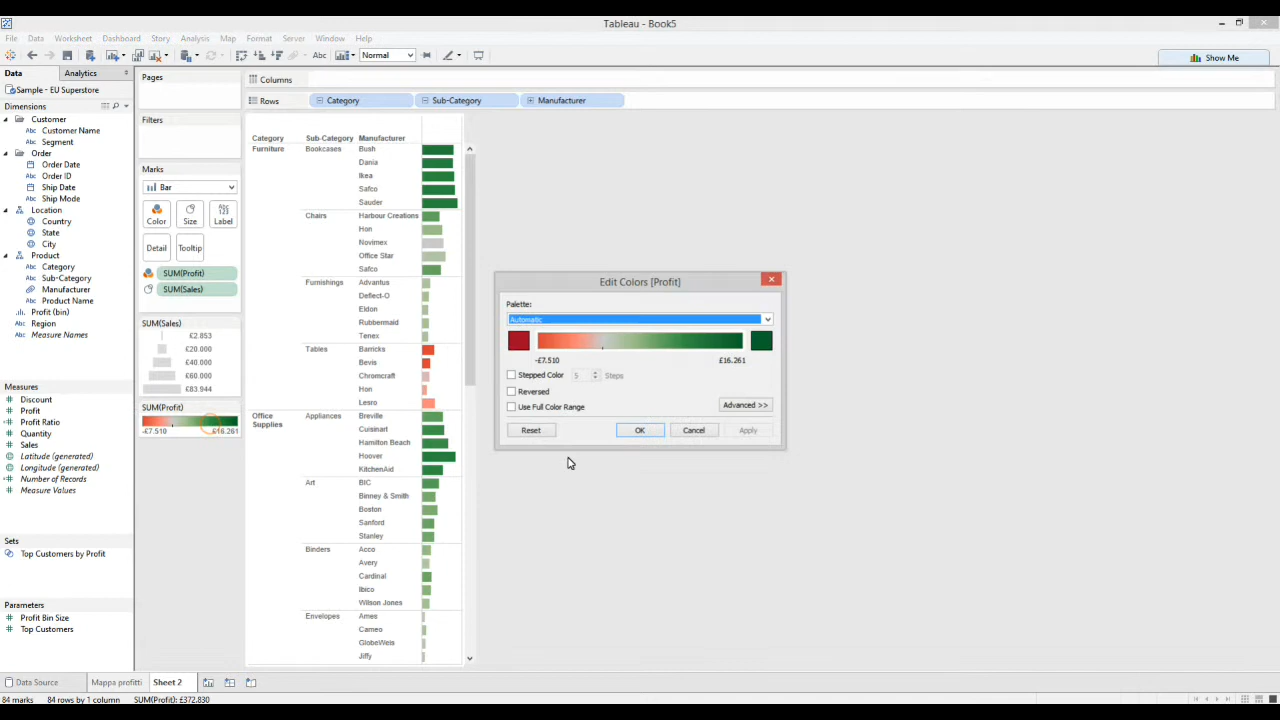 Tableau - Book5
File Data Worksheet Dashboard Story Analysis Map Format Server Window Help
Abc Normal Show Me
Data Analytics
Sample - EU Superstore
Dimensions
Customer
Abc Customer Name
Abc Segment
Order
Order Date
Abc Order ID
Ship Date
Abc Ship Mode
Location
Country
State
City
Product
Abc Category
Abc Sub-Category
Manufacturer
Abc Product Name
Profit (bin)
Abc Region
Abc Measure Names
Measures
Discount
Profit
Profit Ratio
Quantity
Sales
Latitude (generated)
Longitude (generated)
Number of Records
Measure Values
Sets
Top Customers by Profit
Parameters
Profit Bin Size
Top Customers
Pages
Filters
Marks
Bar
Color Size Label
Detail Tooltip
SUM(Profit)
SUM(Sales)
SUM(Sales)
£2.853
£20.000
£40.000
£60.000
£83.944
SUM(Profit)
-£7.510 £16.261
Columns
Rows Category Sub-Category Manufacturer
Category Sub-Category Manufacturer
Furniture Bookcases Bush
Dania
Ikea
Safco
Sauder
Chairs Harbour Creations
Hon
Novimex
Office Star
Safco
Furnishings Advantus
Deflect-O
Eldon
Rubbermaid
Tenex
Tables Barricks
Bevis
Chromcraft
Hon
Lesro
Office Supplies Appliances Breville
Cuisinart
Hamilton Beach
Hoover
KitchenAid
Art BIC
Binney & Smith
Boston
Sanford
Stanley
Binders Acco
Avery
Cardinal
Ibico
Wilson Jones
Envelopes Ames
Cameo
GlobeWeis
Jiffy
Edit Colors [Profit]
Palette:
Automatic
-£7.510 £16.261
Stepped Color 5 Steps
Reversed
Use Full Color Range Advanced >>
Reset OK Cancel Apply
Data Source Mappa profitti Sheet 2
84 marks 84 rows by 1 column SUM(Profit): £372.830